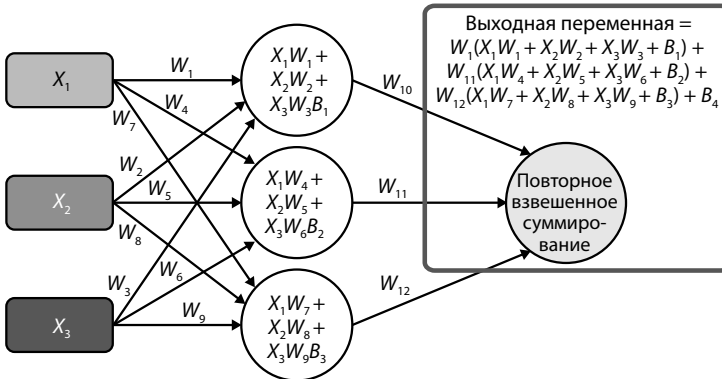 Выходная переменная =
W₁(X₁W₁ + X₂W₂ + X₃W₃ + B₁) +
W₁₁(X₁W₄ + X₂W₅ + X₃W₆ + B₂) +
W₁₂(X₁W₇ + X₂W₈ + X₃W₉ + B₃) + B₄
X₁
W₁
W₄
W₇
X₁W₁ +
X₂W₂ +
X₃W₃B₁
W₁₀
X₂
W₂
W₅
W₈
X₁W₄ +
X₂W₅ +
X₃W₆B₂
W₁₁
Повторное
взвешенное
суммиро-
вание
X₃
W₃
W₆
W₉
X₁W₇ +
X₂W₈ +
X₃W₉B₃
W₁₂